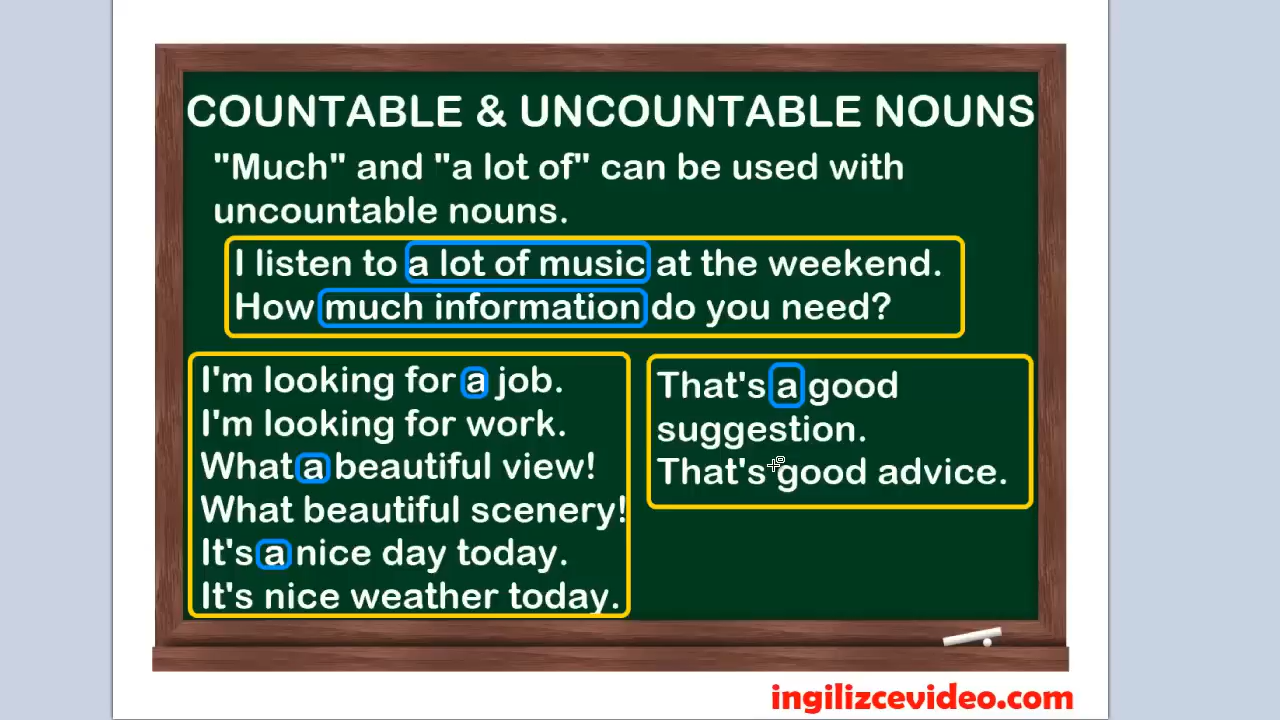 COUNTABLE & UNCOUNTABLE NOUNS
"Much" and "a lot of" can be used with
uncountable nouns.
I listen to a lot of music at the weekend.
How much information do you need?
I'm looking for a job.
I'm looking for work.
What a beautiful view!
What beautiful scenery!
It's a nice day today.
It's nice weather today.
That's a good
suggestion.
That's good advice.
ingilizcevideo.com